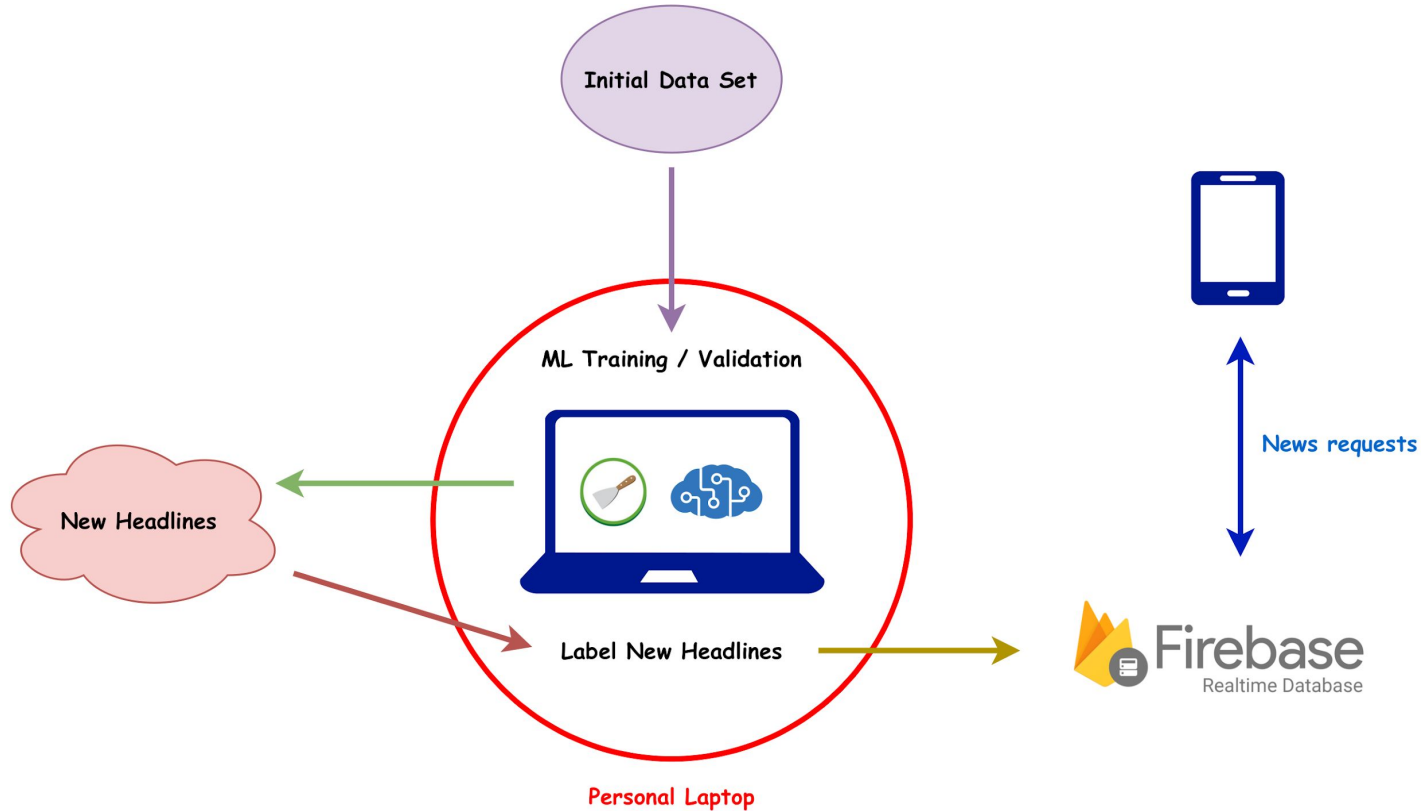 Initial Data Set
ML Training / Validation
News requests
New Headlines
Label New Headlines
Firebase
Realtime Database
Personal Laptop